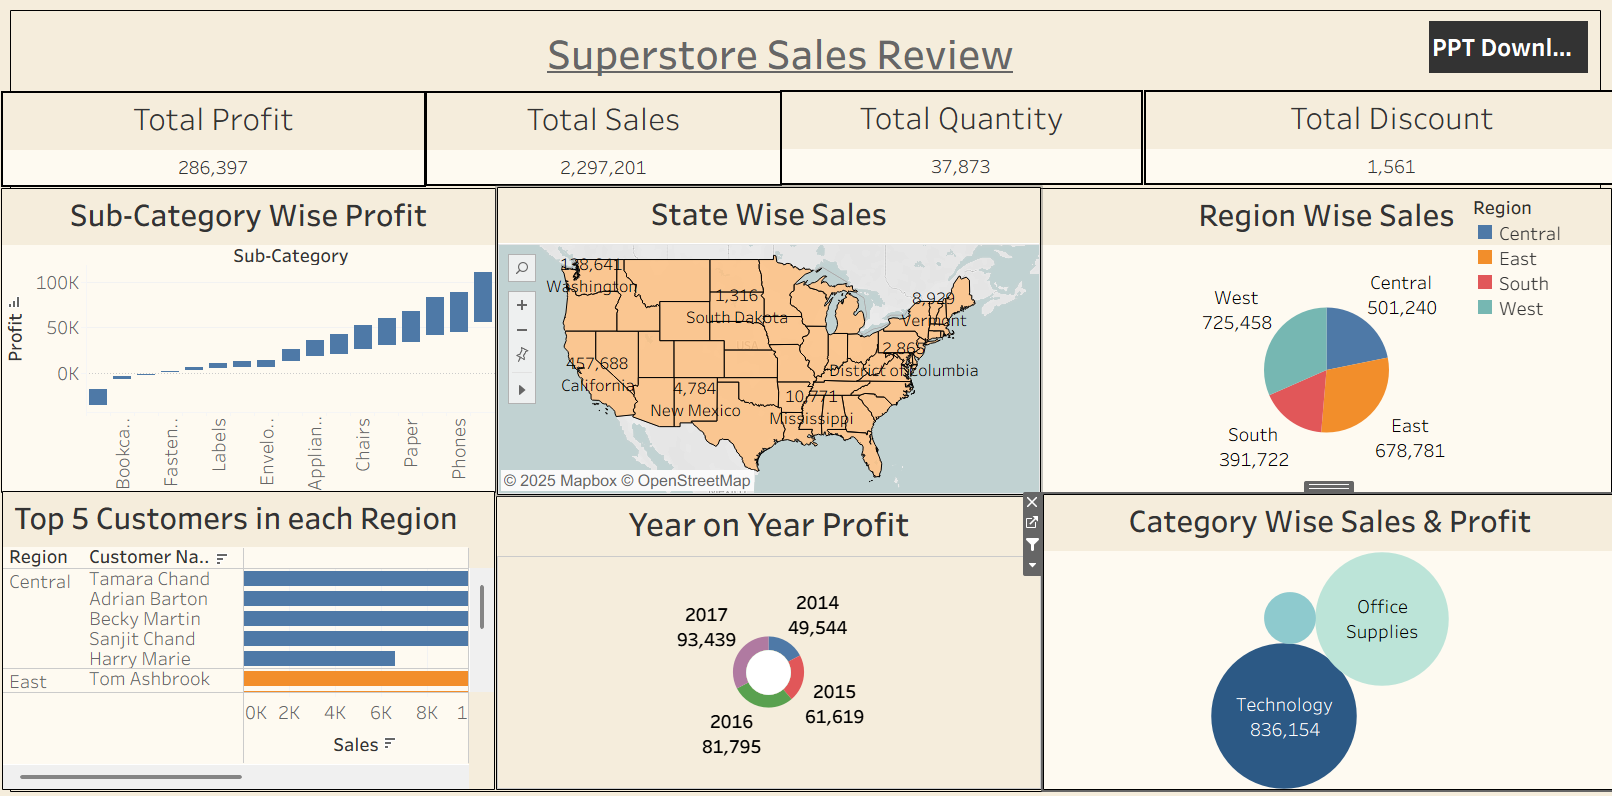 Superstore Sales Review
PPT Downl...
Total Profit
286,397
Total Sales
2,297,201
Total Quantity
37,873
Total Discount
1,561
Sub-Category Wise Profit
Sub-Category
Profit
100K
50K
0K
Bookca..
Fasten..
Labels
Envelo..
Applian..
Chairs
Paper
Phones
State Wise Sales
138,641
Washington
1,316
South Dakota
8,929
Vermont
USA
2,865
District of Columbia
457,688
California
4,784
New Mexico
10,771
Mississippi
© 2025 Mapbox © OpenStreetMap
Region Wise Sales
Region
Central
East
South
West
Central
501,240
West
725,458
East
678,781
South
391,722
Top 5 Customers in each Region
Region Customer Na..
Central Tamara Chand
Adrian Barton
Becky Martin
Sanjit Chand
Harry Marie
East Tom Ashbrook
0K 2K 4K 6K 8K 1
Sales
Year on Year Profit
2014
49,544
2017
93,439
2015
61,619
2016
81,795
Category Wise Sales & Profit
Office
Supplies
Technology
836,154